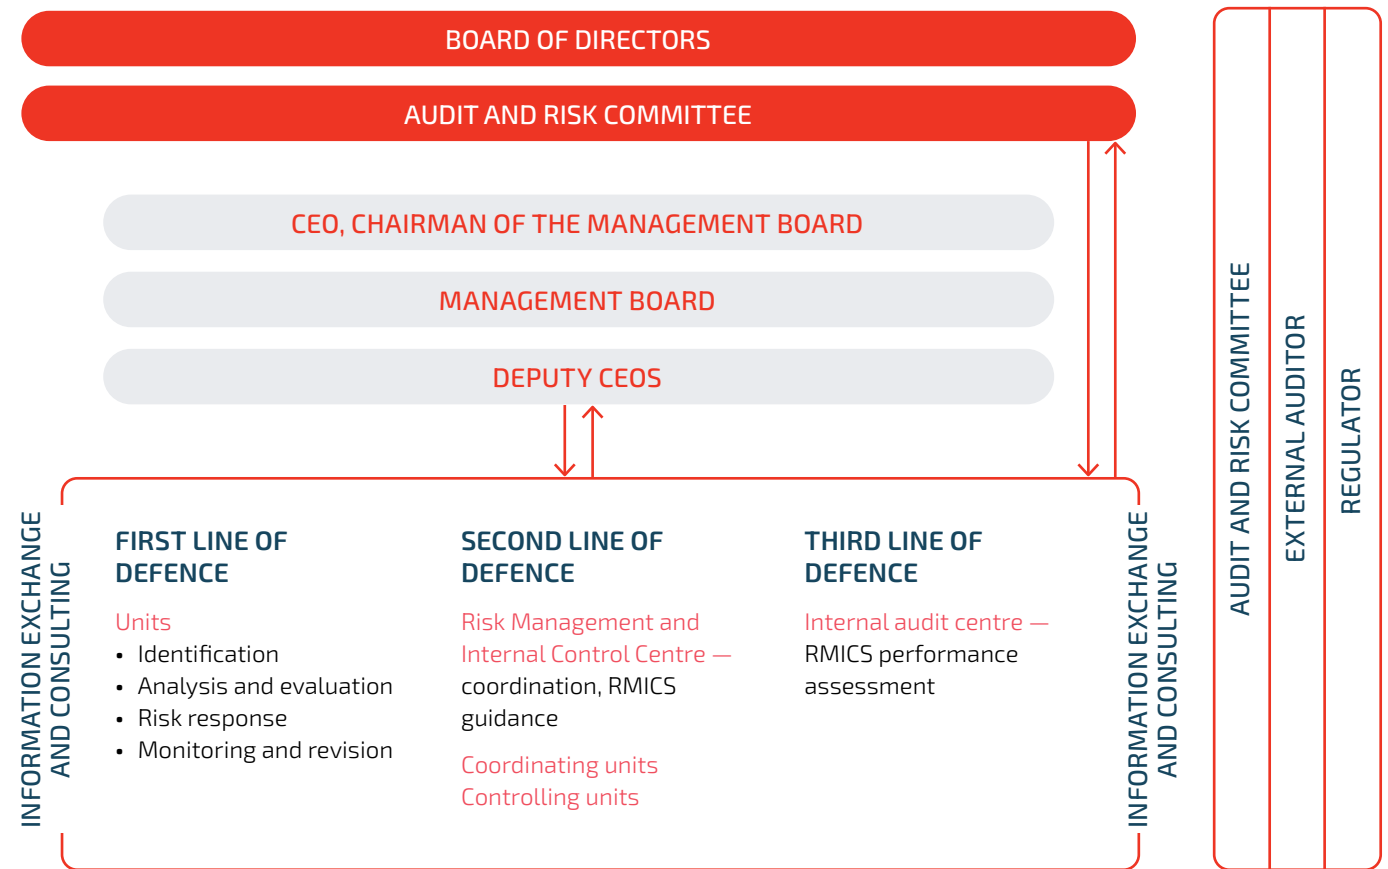 BOARD OF DIRECTORS
AUDIT AND RISK COMMITTEE
CEO, CHAIRMAN OF THE MANAGEMENT BOARD
MANAGEMENT BOARD
DEPUTY CEOS
INFORMATION EXCHANGE
AND CONSULTING
FIRST LINE OF
DEFENCE
Units
• Identification
• Analysis and evaluation
• Risk response
• Monitoring and revision
SECOND LINE OF
DEFENCE
Risk Management and
Internal Control Centre —
coordination, RMICS
guidance
Coordinating units
Controlling units
THIRD LINE OF
DEFENCE
Internal audit centre —
RMICS performance
assessment
INFORMATION EXCHANGE
AND CONSULTING
AUDIT AND RISK COMMITTEE
EXTERNAL AUDITOR
REGULATOR